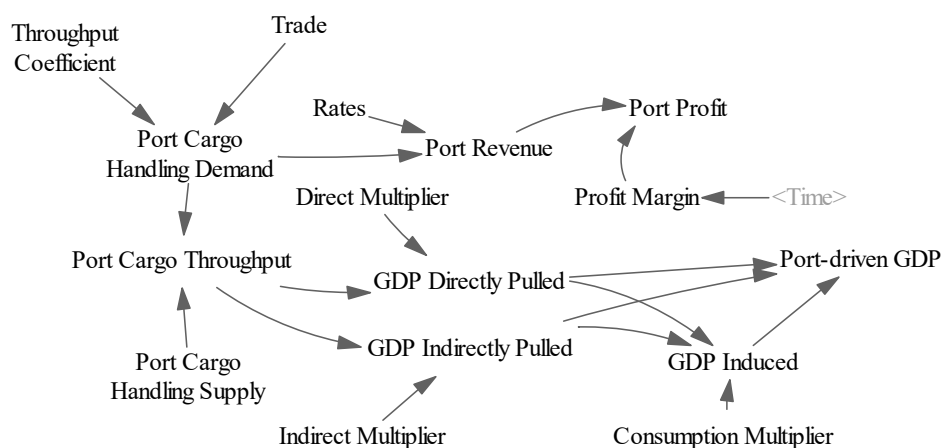 Throughput
Coefficient
Trade
Rates
Port Profit
Port Cargo
Handling Demand
Port Revenue
Direct Multiplier
Profit Margin
<Time>
Port Cargo Throughput
GDP Directly Pulled
Port-driven GDP
GDP Indirectly Pulled
GDP Induced
Port Cargo
Handling Supply
Indirect Multiplier
Consumption Multiplier